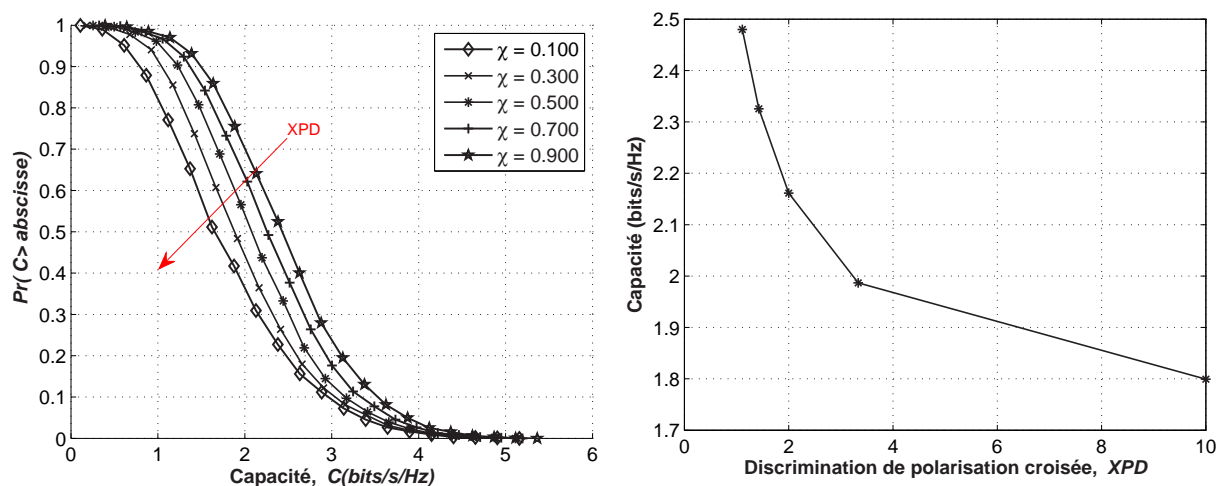 Pr( C> abscisse)
1
0.9
0.8
0.7
0.6
0.5
0.4
0.3
0.2
0.1
0
0 1 2 3 4 5 6
Capacité, C(bits/s/Hz)
XPD
χ = 0.100
χ = 0.300
χ = 0.500
χ = 0.700
χ = 0.900
Capacité (bits/s/Hz)
2.5
2.4
2.3
2.2
2.1
2
1.9
1.8
1.7
0 2 4 6 8 10
Discrimination de polarisation croisée, XPD